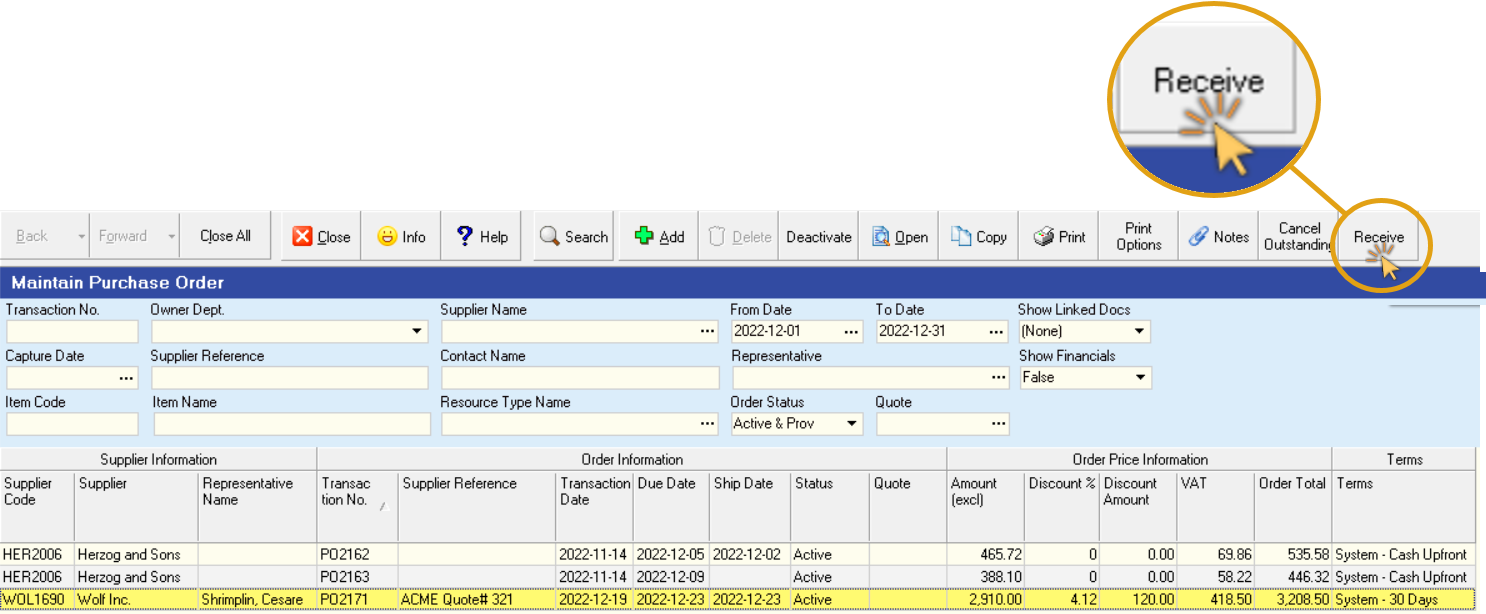 Receive
Back Forward Close All Close Info Help Search Add Delete Deactivate Open Copy Print Print Options Notes Cancel Outstanding Receive
Maintain Purchase Order
Transaction No. Owner Dept. Supplier Name From Date To Date Show Linked Docs
2022-12-01 ... 2022-12-31 ... (None)
Capture Date Supplier Reference Contact Name Representative Show Financials
False
Item Code Item Name Resource Type Name Order Status Quote
Active & Prov
Supplier Information Order Information Order Price Information Terms
Supplier Code Supplier Representative Name Transac tion No. Supplier Reference Transaction Date Due Date Ship Date Status Quote Amount (excl) Discount % Discount Amount VAT Order Total Terms
HER2006 Herzog and Sons PO2162 2022-11-14 2022-12-05 2022-12-02 Active 465.72 0 0.00 69.86 535.58 System - Cash Upfront
HER2006 Herzog and Sons PO2163 2022-11-14 2022-12-09 Active 388.10 0 0.00 58.22 446.32 System - Cash Upfront
WOL1690 Wolf Inc. Shrimplin, Cesare PO2171 ACME Quote# 321 2022-12-19 2022-12-23 2022-12-23 Active 2,910.00 4.12 120.00 418.50 3,208.50 System - 30 Days